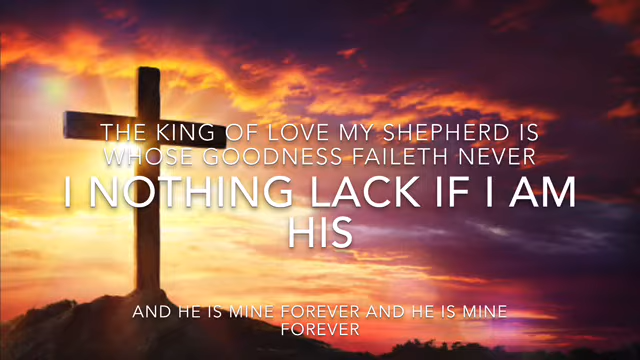 THE KING OF LOVE MY SHEPHERD IS
WHOSE GOODNESS FAILETH NEVER
I NOTHING LACK IF I AM
HIS
AND HE IS MINE FOREVER AND HE IS MINE
FOREVER